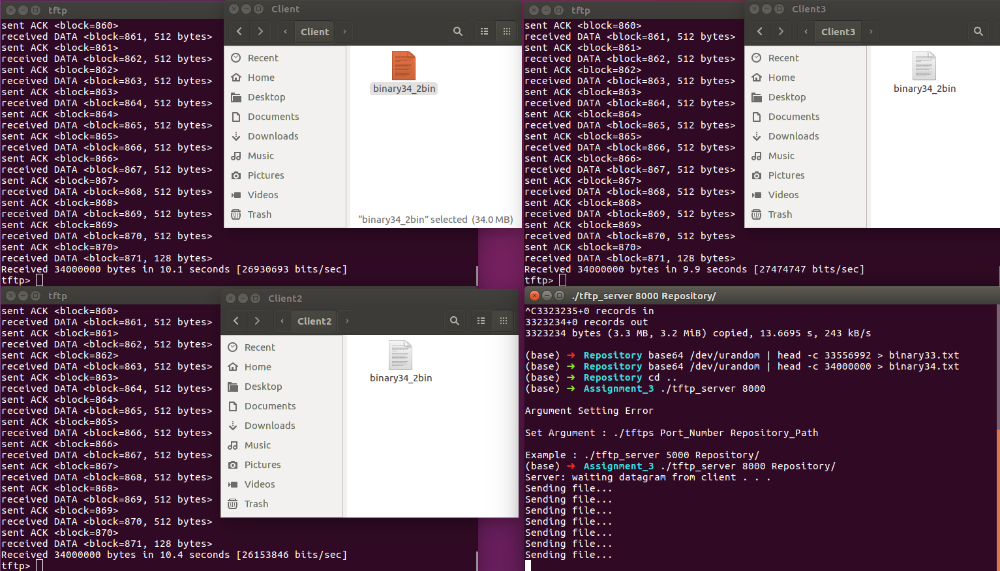 tftp
sent ACK <block=860>
received DATA <block=861, 512 bytes>
sent ACK <block=861>
received DATA <block=862, 512 bytes>
sent ACK <block=862>
received DATA <block=863, 512 bytes>
sent ACK <block=863>
received DATA <block=864, 512 bytes>
sent ACK <block=864>
received DATA <block=865, 512 bytes>
sent ACK <block=865>
received DATA <block=866, 512 bytes>
sent ACK <block=866>
received DATA <block=867, 512 bytes>
sent ACK <block=867>
received DATA <block=868, 512 bytes>
sent ACK <block=868>
received DATA <block=869, 512 bytes>
sent ACK <block=869>
received DATA <block=870, 512 bytes>
sent ACK <block=870>
received DATA <block=871, 128 bytes>
Received 34000000 bytes in 10.1 seconds [26930693 bits/sec]
tftp>
Client
Client
Recent
Home
Desktop
Documents
Downloads
Music
Pictures
Videos
Trash
binary34_2bin
“binary34_2bin” selected (34.0 MB)
tftp
sent ACK <block=860>
received DATA <block=861, 512 bytes>
sent ACK <block=861>
received DATA <block=862, 512 bytes>
sent ACK <block=862>
received DATA <block=863, 512 bytes>
sent ACK <block=863>
received DATA <block=864, 512 bytes>
sent ACK <block=864>
received DATA <block=865, 512 bytes>
sent ACK <block=865>
received DATA <block=866, 512 bytes>
sent ACK <block=866>
received DATA <block=867, 512 bytes>
sent ACK <block=867>
received DATA <block=868, 512 bytes>
sent ACK <block=868>
received DATA <block=869, 512 bytes>
sent ACK <block=869>
received DATA <block=870, 512 bytes>
sent ACK <block=870>
received DATA <block=871, 128 bytes>
Received 34000000 bytes in 9.9 seconds [27474747 bits/sec]
tftp>
Client3
Client3
Recent
Home
Desktop
Documents
Downloads
Music
Pictures
Videos
Trash
binary34_2bin
tftp
sent ACK <block=860>
received DATA <block=861, 512 bytes>
sent ACK <block=861>
received DATA <block=862, 512 bytes>
sent ACK <block=862>
received DATA <block=863, 512 bytes>
sent ACK <block=863>
received DATA <block=864, 512 bytes>
sent ACK <block=864>
received DATA <block=865, 512 bytes>
sent ACK <block=865>
received DATA <block=866, 512 bytes>
sent ACK <block=866>
received DATA <block=867, 512 bytes>
sent ACK <block=867>
received DATA <block=868, 512 bytes>
sent ACK <block=868>
received DATA <block=869, 512 bytes>
sent ACK <block=869>
received DATA <block=870, 512 bytes>
sent ACK <block=870>
received DATA <block=871, 128 bytes>
Received 34000000 bytes in 10.4 seconds [26153846 bits/sec]
tftp>
Client2
Client2
Recent
Home
Desktop
Documents
Downloads
Music
Pictures
Videos
Trash
binary34_2bin
./tftp_server 8000 Repository/
^C3323235+0 records in
3323234+0 records out
3323234 bytes (3.3 MB, 3.2 MiB) copied, 13.6695 s, 243 kB/s
(base) ➜ Repository base64 /dev/urandom | head -c 33556992 > binary33.txt
(base) ➜ Repository base64 /dev/urandom | head -c 34000000 > binary34.txt
(base) ➜ Repository cd ..
(base) ➜ Assignment_3 ./tftp_server 8000
Argument Setting Error
Set Argument : ./tftps Port_Number Repository_Path
Example : ./tftp_server 5000 Repository/
(base) ➜ Assignment_3 ./tftp_server 8000 Repository/
Server: waiting datagram from client . . .
Sending file...
Sending file...
Sending file...
Sending file...
Sending file...
Sending file...
Sending file...